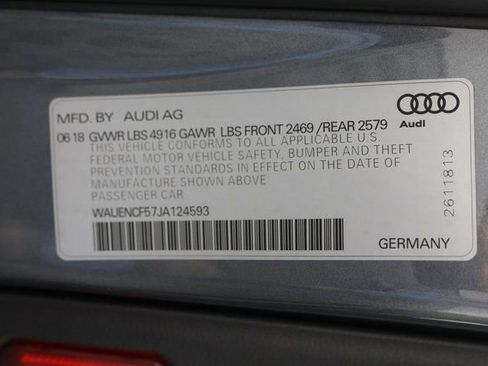 MFD. BY AUDI AG
06 18 GVWR LBS 4916 GAWR LBS FRONT 2469 /REAR 2579
THIS VEHICLE CONFORMS TO ALL APPLICABLE U.S.
FEDERAL MOTOR VEHICLE SAFETY, BUMPER AND THEFT
PREVENTION STANDARDS IN EFFECT ON THE DATE OF
MANUFACTURE SHOWN ABOVE
PASSENGER CAR
WAUENCF57JA124593
GERMANY
Audi
2611813